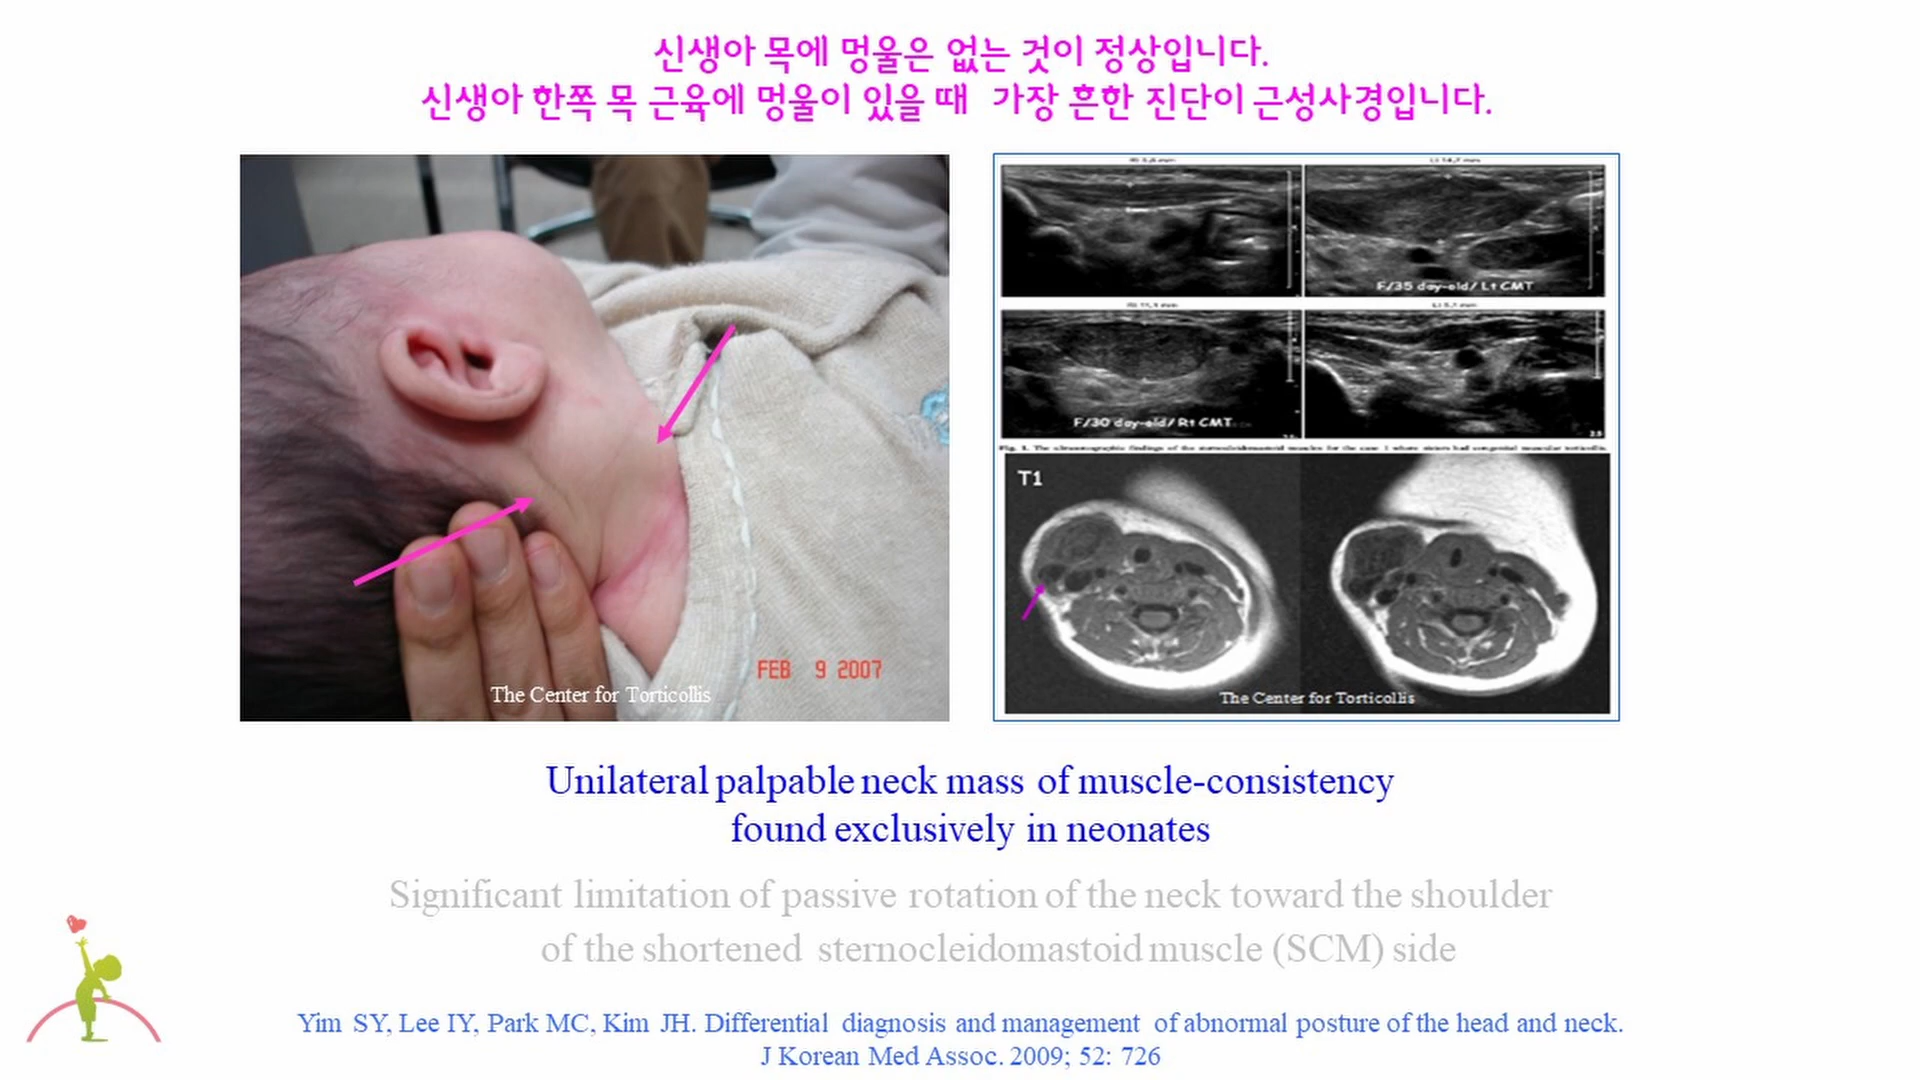 신생아 목에 멍울은 없는 것이 정상입니다.
신생아 한쪽 목 근육에 멍울이 있을 때 가장 흔한 진단이 근성사경입니다.
FEB 9 2007
The Center for Torticollis
F/35 day-old/ Lt CMT
F/30 day-old/ Rt CMT
T1
The Center for Torticollis
Unilateral palpable neck mass of muscle-consistency
found exclusively in neonates
Significant limitation of passive rotation of the neck toward the shoulder
of the shortened sternocleidomastoid muscle (SCM) side
Yim SY, Lee IY, Park MC, Kim JH. Differential diagnosis and management of abnormal posture of the head and neck.
J Korean Med Assoc. 2009; 52: 726